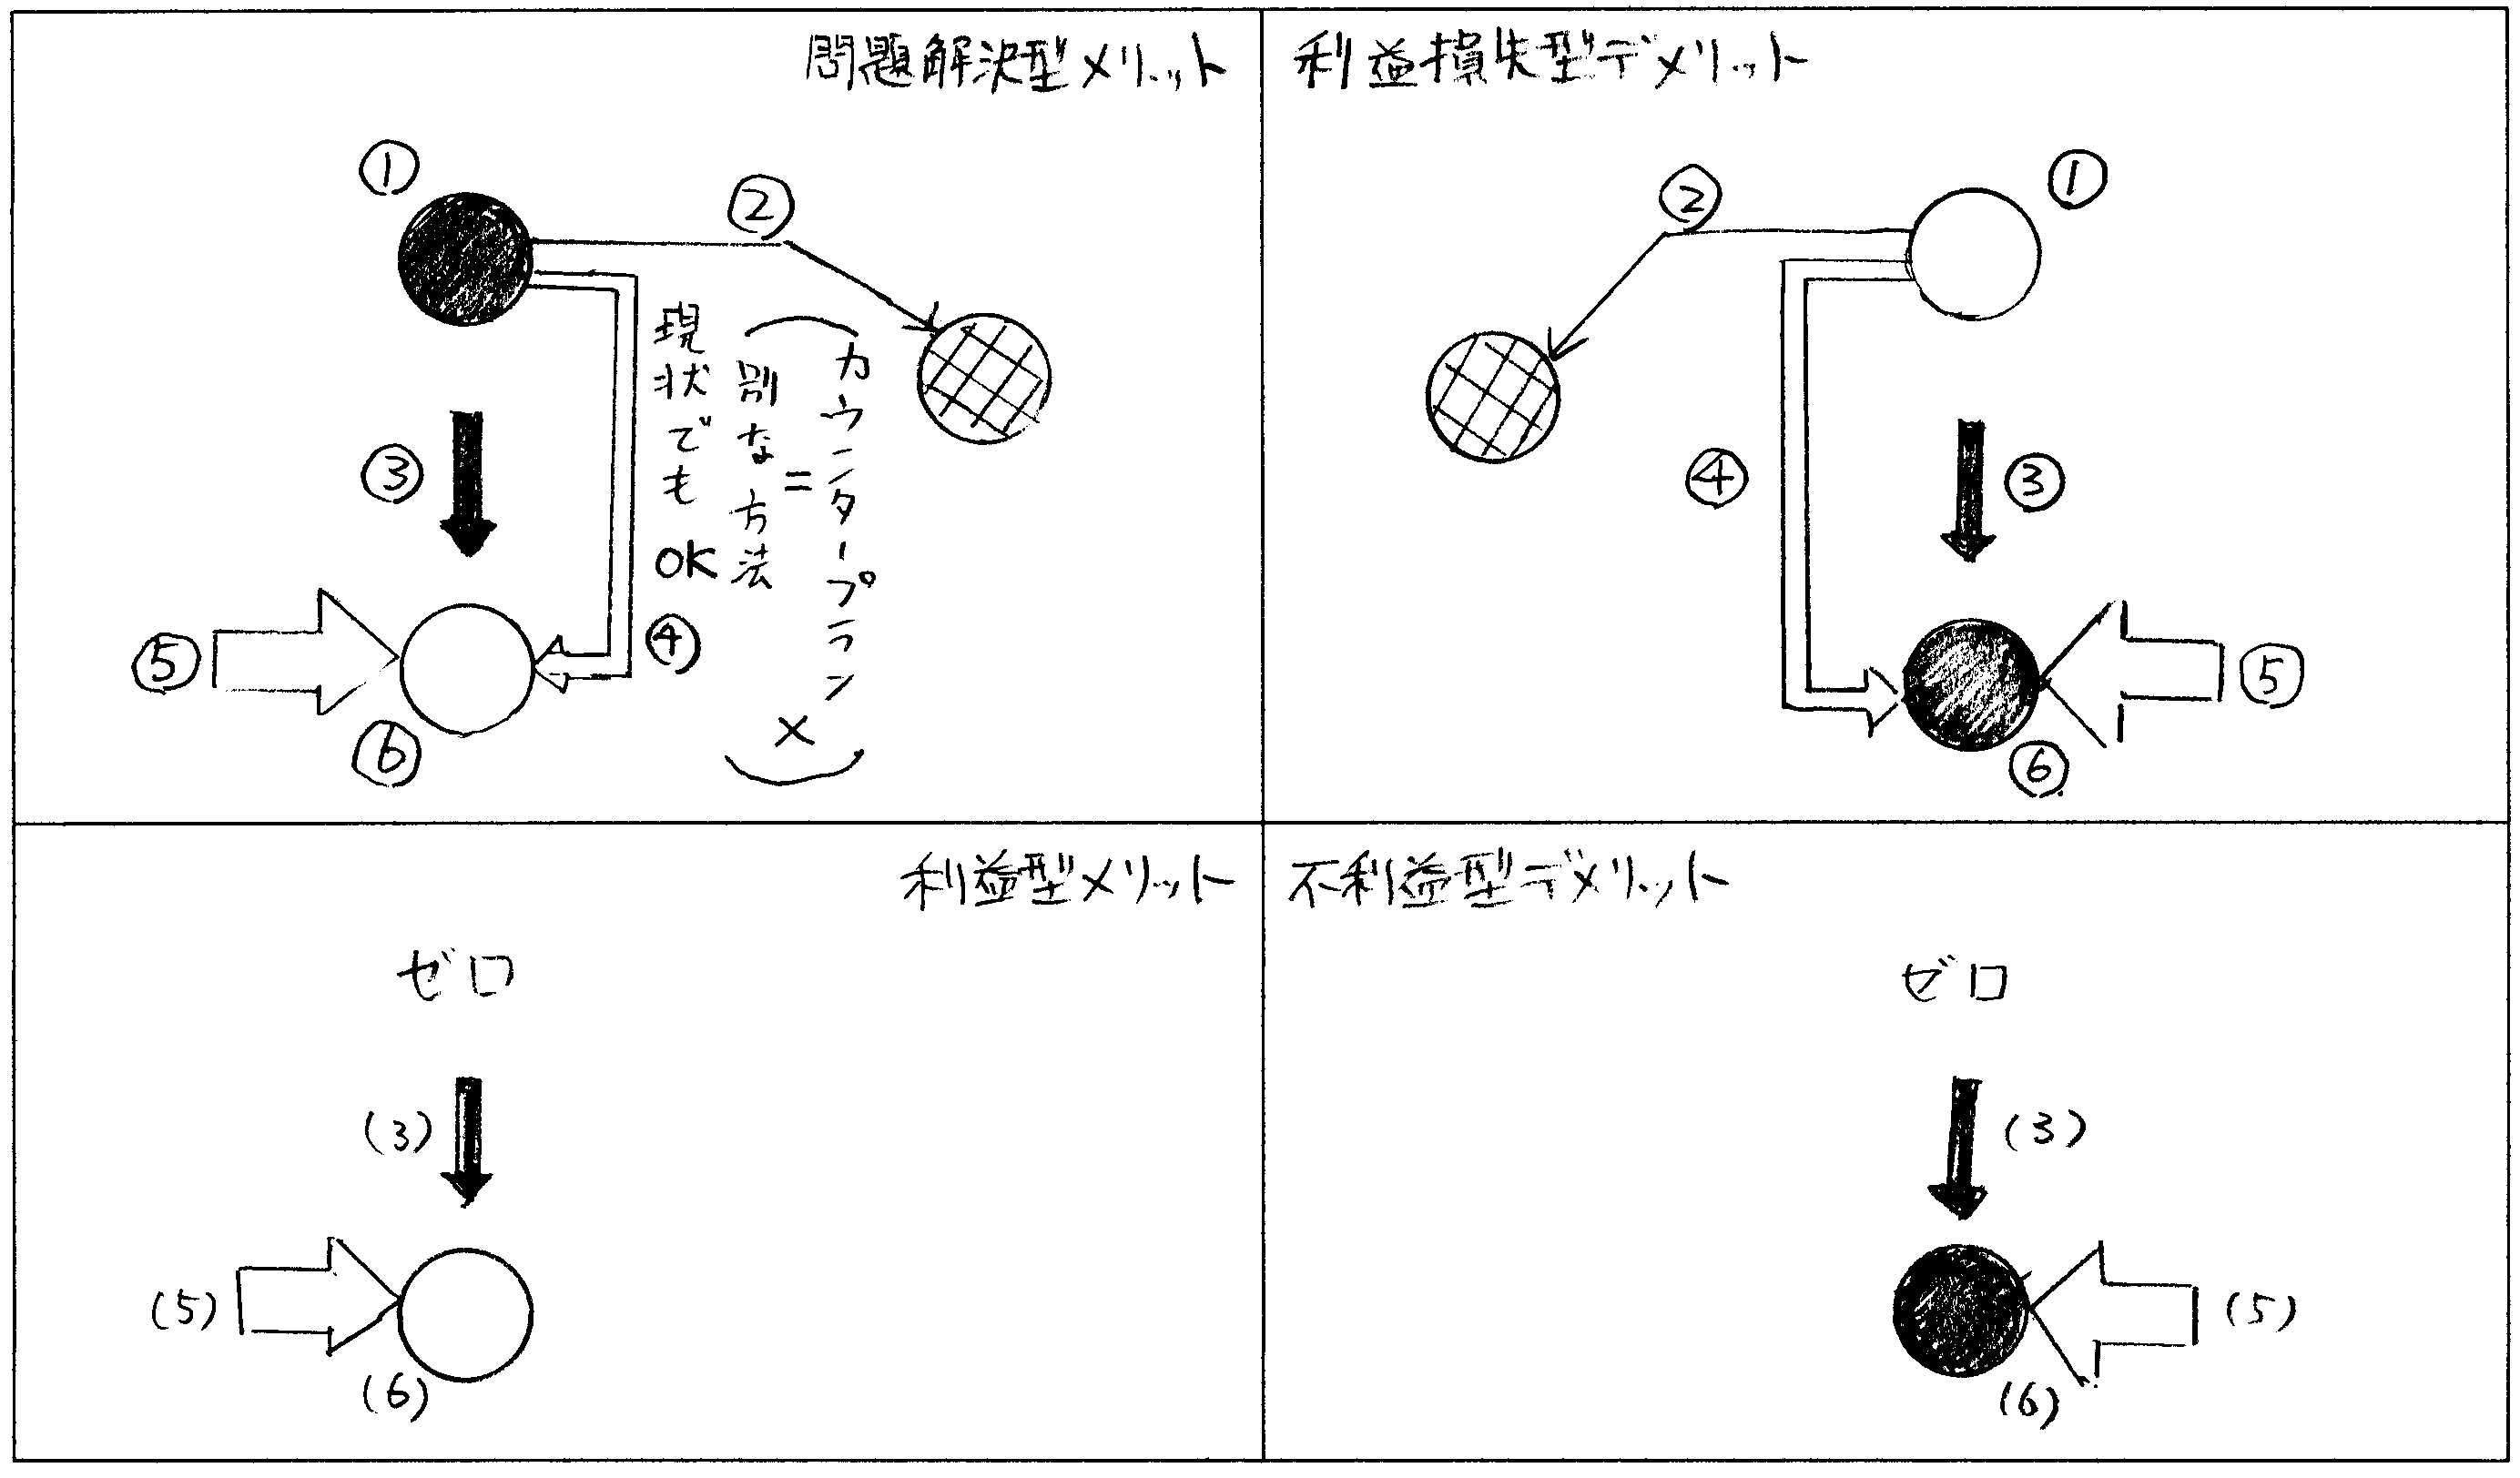 問題解決型メリット
①
②
③
④
⑤
⑥
現状でもOK
(別な方法
=
カウンタープラン
×)
利益損失型デメリット
①
②
③
④
⑤
⑥
利益型メリット
ゼロ
(3)
(5)
(6)
不利益型デメリット
ゼロ
(3)
(5)
(6)